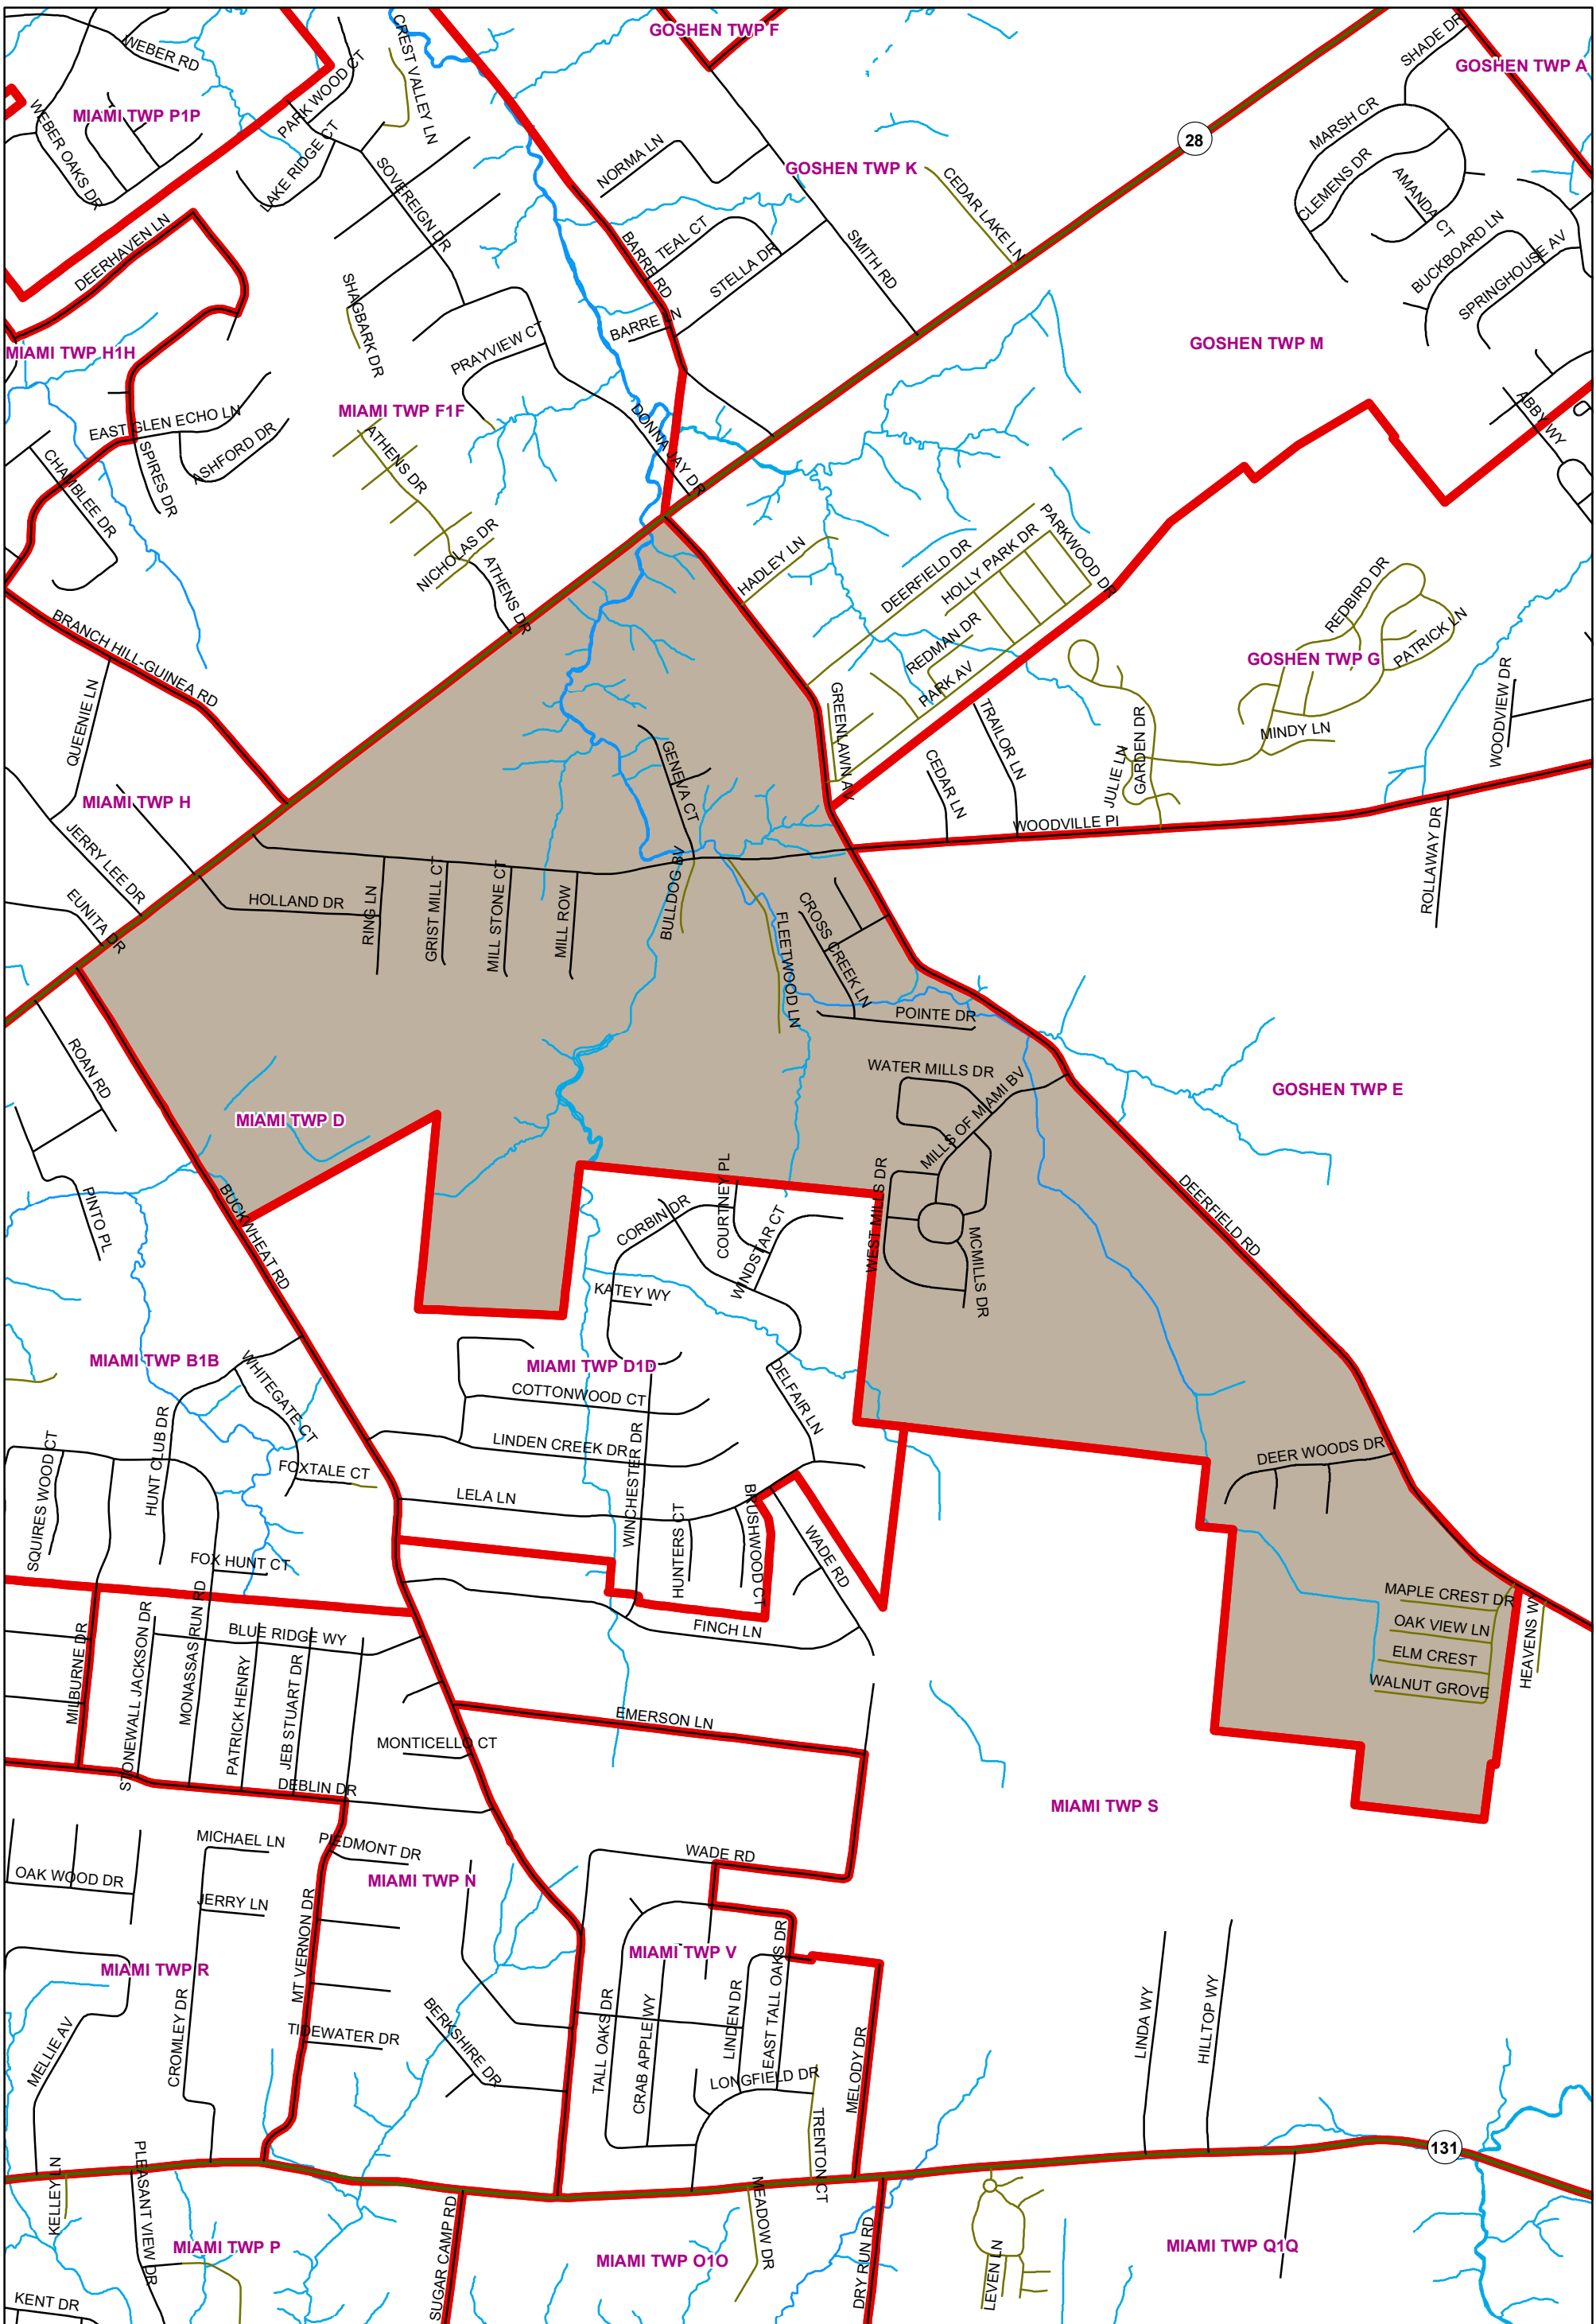 GOSHEN TWP F
SHADE DR
WEBER RD
CREST VALLEY LN
GOSHEN TWP A
PARK WOOD CT
MIAMI TWP P1P
WEBER OAKS DR
28
MARSH CR
LAKE RIDGE CT
NORMA LN
GOSHEN TWP K
CEDAR LAKE LN
CLEMENS DR
AMANDA CT
SOVEREIGN DR
DEERHAVEN LN
BARRE RD
TEAL CT
STELLA DR
SMITH RD
BUCKBOARD LN
SPRINGHOUSE AV
SHAGBARK DR
BARRE LN
MIAMI TWP H1H
PRAYVIEW CT
GOSHEN TWP M
MIAMI TWP F1F
DONNA JAY DR
ABBY WY
EAST GLEN ECHO LN
ASHFORD DR
SPIRES DR
CHAMBLEE DR
ATHENS DR
NICHOLAS DR
ATHENS DR
HADLEY LN
DEERFIELD DR
HOLLY PARK DR
PARKWOOD DR
REDMAN DR
PARK AV
REDBIRD DR
PATRICK LN
GOSHEN TWP G
BRANCH HILL-GUINEA RD
QUEENIE LN
GREENLAWN AV
TRAILOR LN
CEDAR LN
JULIE LN
GARDEN DR
MINDY LN
WOODVIEW DR
GENEVA CT
MIAMI TWP H
WOODVILLE PI
JERRY LEE DR
EUNITA DR
HOLLAND DR
RING LN
GRIST MILL CT
MILL STONE CT
MILL ROW
BULLDOG BV
FLEETWOOD LN
CROSS CREEK LN
ROLLAWAY DR
POINTE DR
ROAN RD
WATER MILLS DR
MILLS OF MIAMI BV
GOSHEN TWP E
MIAMI TWP D
PINTO PL
BUCKWHEAT RD
CORBIN DR
COURTNEY PL
WINDSTAR CT
WEST MILLS DR
MCMILLS DR
DEERFIELD RD
KATEY WY
MIAMI TWP B1B
WHITEGATE CT
MIAMI TWP D1D
COTTONWOOD CT
DELFAIR LN
HUNT CLUB DR
SQUIRES WOOD CT
LINDEN CREEK DR
WINCHESTER DR
DEER WOODS DR
FOXTALE CT
LELA LN
HUNTERS CT
BRUSHWOOD CT
WADE RD
FOX HUNT CT
MAPLE CREST DR
OAK VIEW LN
ELM CREST
WALNUT GROVE
HEAVENS WY
FINCH LN
MILBURNE DR
STONEWALL JACKSON DR
MONASSAS RUN RD
BLUE RIDGE WY
PATRICK HENRY
JEB STUART DR
EMERSON LN
MONTICELLO CT
DEBLIN DR
MIAMI TWP S
MICHAEL LN
PIEDMONT DR
WADE RD
OAK WOOD DR
MIAMI TWP N
JERRY LN
MT VERNON DR
MIAMI TWP V
MIAMI TWP R
EAST TALL OAKS DR
LINDEN DR
TALL OAKS DR
CRAB APPLE WY
BERKSHIRE DR
TIDEWATER DR
CROMLEY DR
MELLIE AV
LONGFIELD DR
MELODY DR
LINDA WY
HILLTOP WY
TRENTON CT
131
KELLEY LN
PLEASANT VIEW DR
MEADOW DR
MIAMI TWP P
SUGAR CAMP RD
MIAMI TWP O1O
DRY RUN RD
LEVEN LN
MIAMI TWP Q1Q
KENT DR